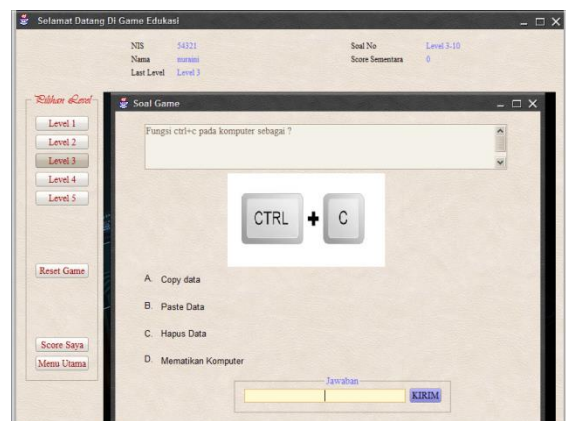 Selamat Datang Di Game Edukasi
NIS 54321 Soal No Level 3-10
Nama nuraini Score Sementara 0
Last Level Level 3
Pilihan Level
Level 1
Level 2
Level 3
Level 4
Level 5
Reset Game
Score Saya
Menu Utama
Soal Game
Fungsi ctrl+c pada komputer sebagai ?
CTRL + C
A. Copy data
B. Paste Data
C. Hapus Data
D. Mematikan Komputer
Jawaban
KIRIM